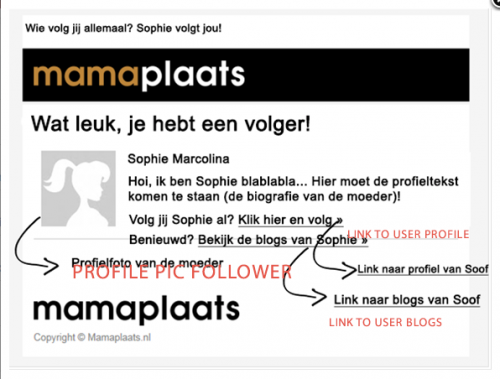 Wie volg jij allemaal? Sophie volgt jou!
mamaplaats
Wat leuk, je hebt een volger!
Sophie Marcolina
Hoi, ik ben Sophie blablabla... Hier moet de profieltekst
komen te staan (de biografie van de moeder)!
Volg jij Sophie al? Klik hier en volg »
LINK TO USER PROFILE
Benieuwd? Bekijk de blogs van Sophie »
Profielfoto van de moeder
PROFILE PIC FOLLOWER
Link naar profiel van Soof
mamaplaats
Link naar blogs van Soof
LINK TO USER BLOGS
Copyright © Mamaplaats.nl